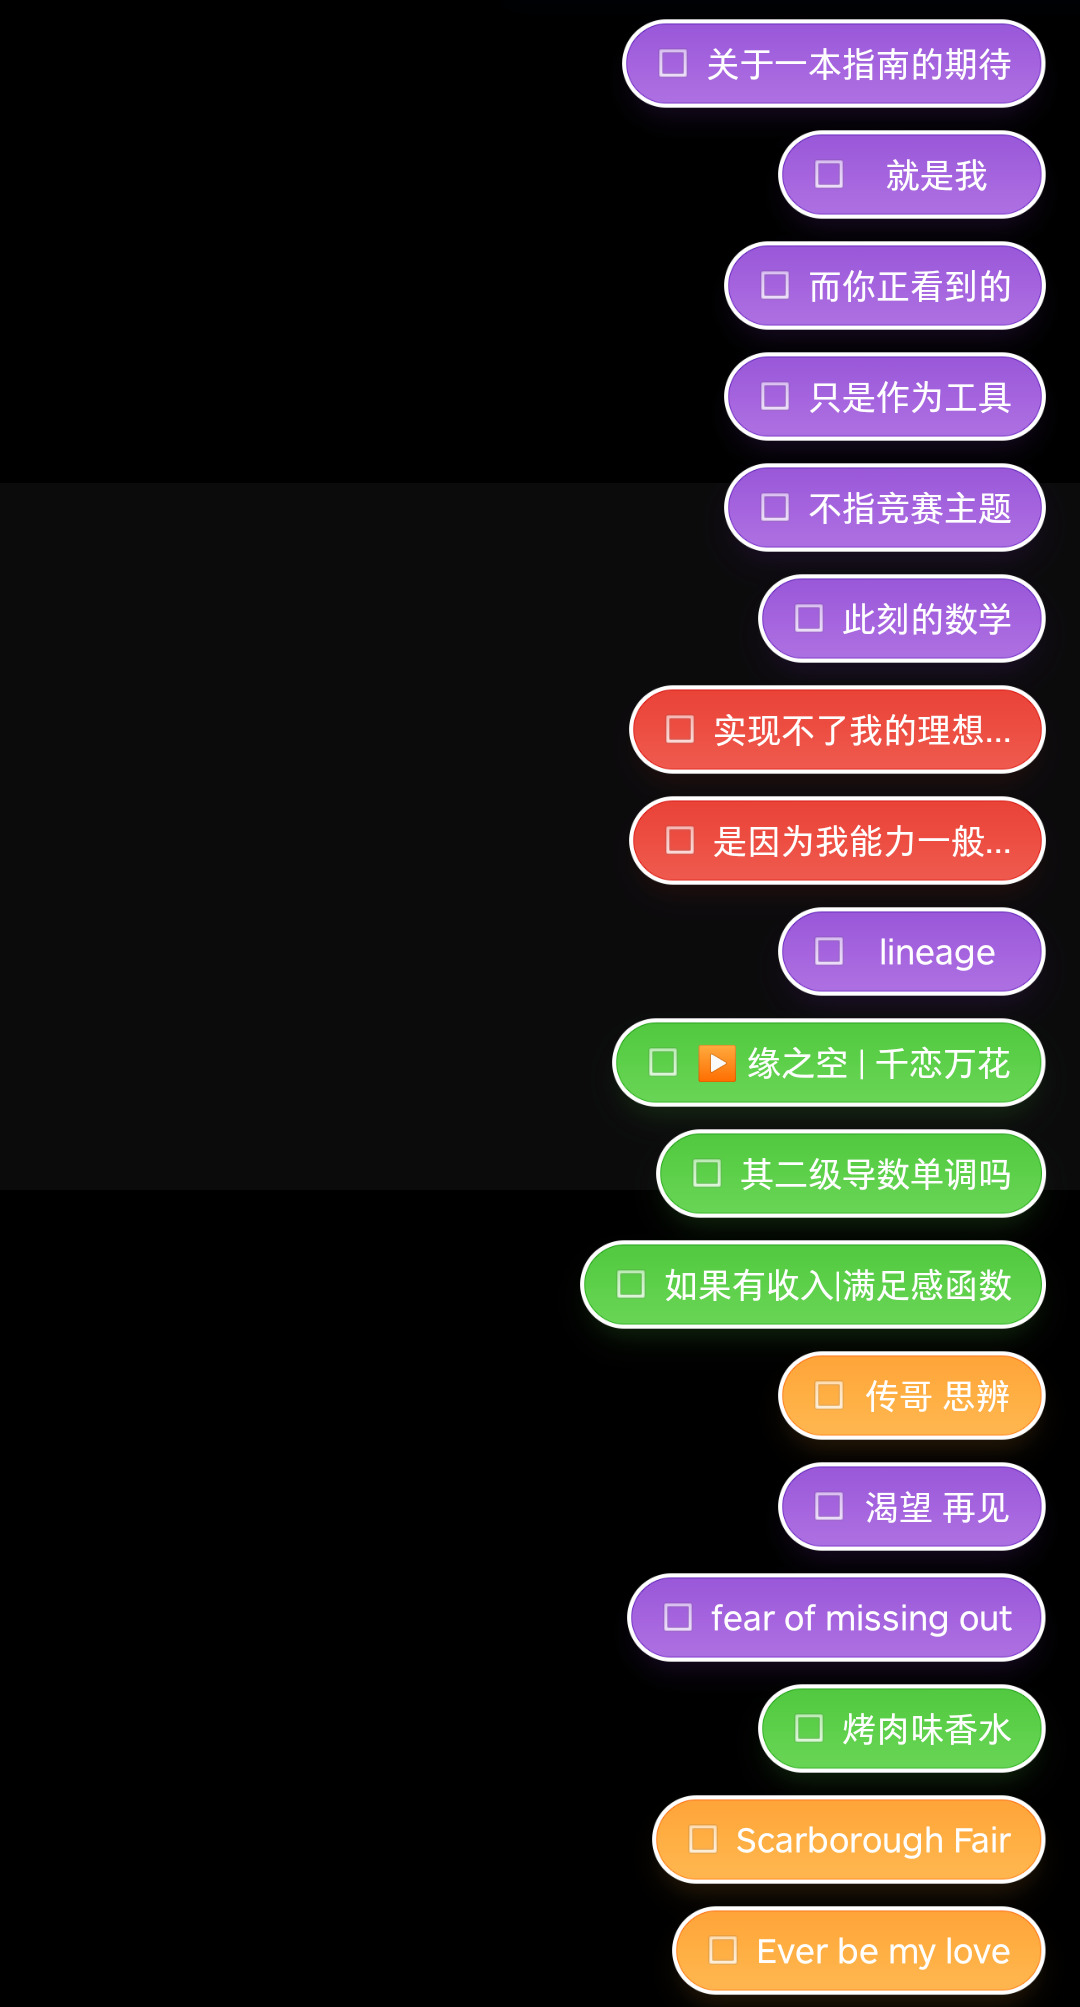 关于一本指南的期待
就是我
而你正看到的
只是作为工具
不指竞赛主题
此刻的数学
实现不了我的理想...
是因为我能力一般...
lineage
缘之空 | 千恋万花
其二级导数单调吗
如果有收入|满足感函数
传哥 思辨
渴望 再见
fear of missing out
烤肉味香水
Scarborough Fair
Ever be my love